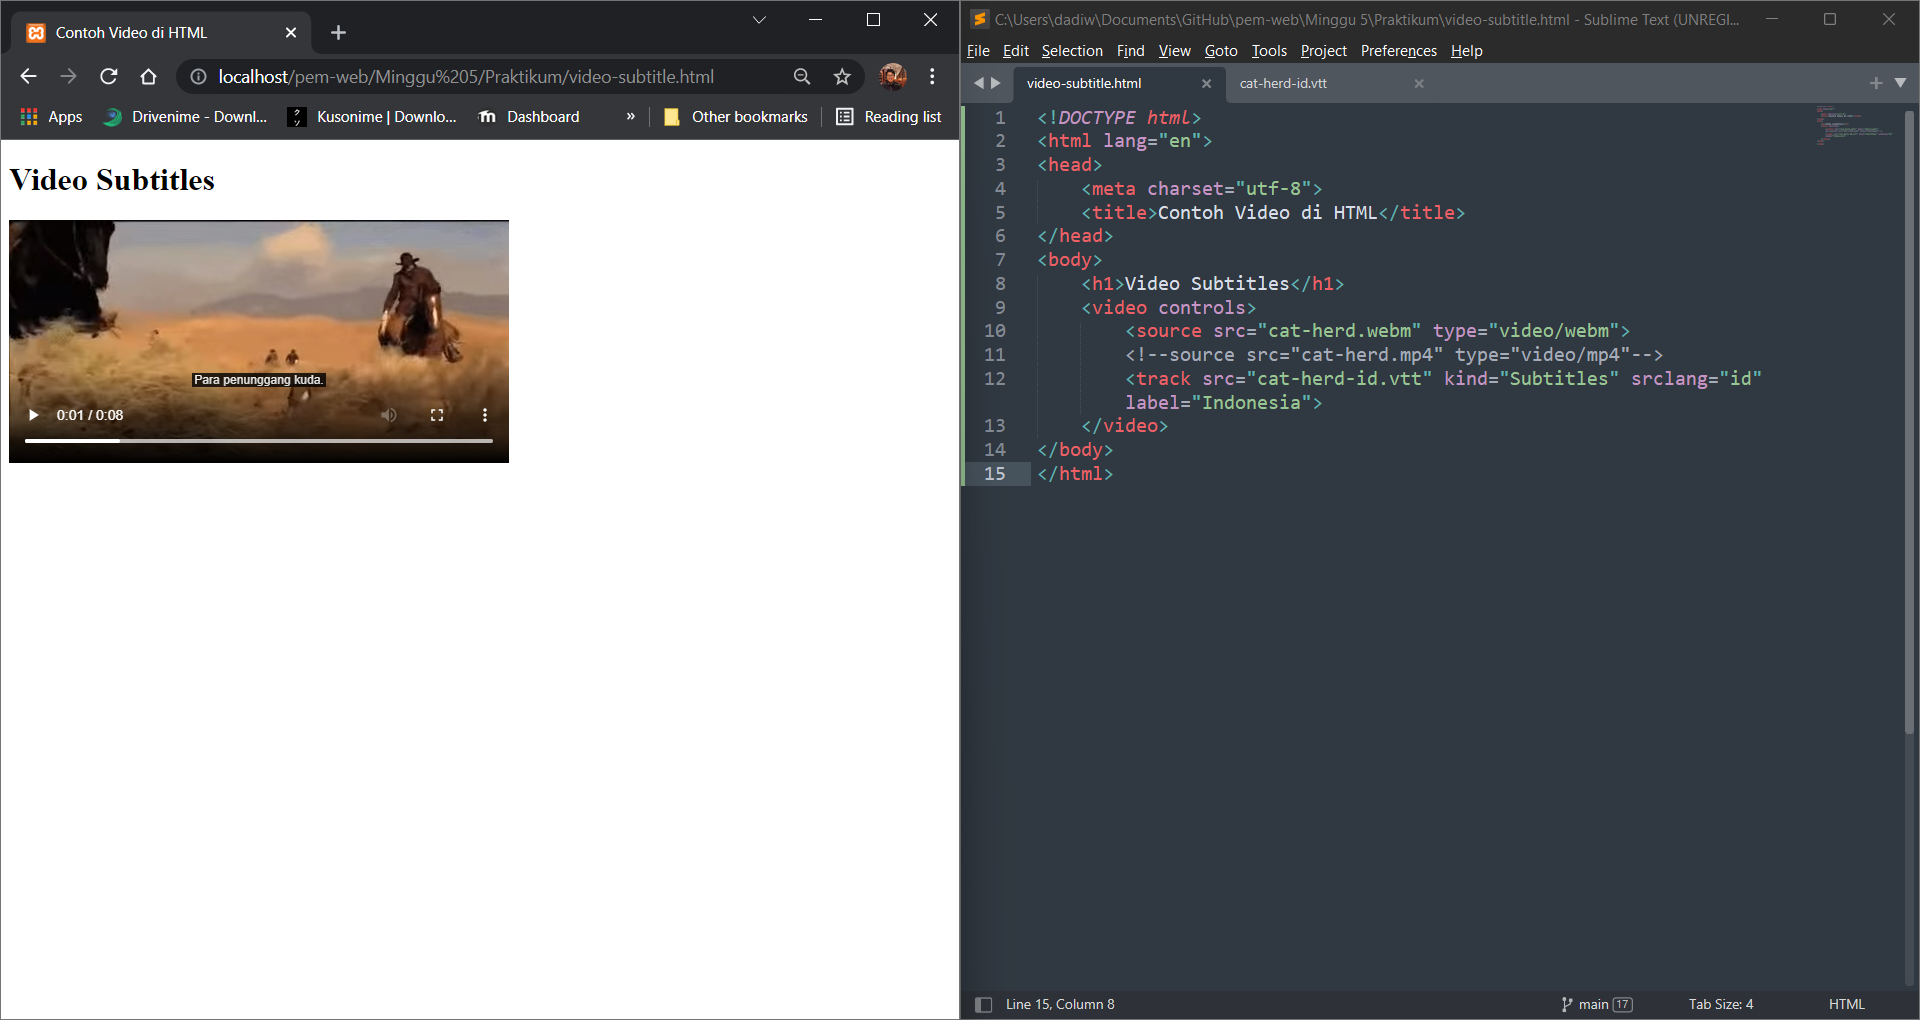 Contoh Video di HTML
localhost/pem-web/Minggu%205/Praktikum/video-subtitle.html
Apps
Drivenime - Downl...
Kusonime | Downlo...
Dashboard
»
Other bookmarks
Reading list
Video Subtitles
Para penunggang kuda.
0:01 / 0:08
C:\Users\dadiw\Documents\GitHub\pem-web\Minggu 5\Praktikum\video-subtitle.html - Sublime Text (UNREGI...
File Edit Selection Find View Goto Tools Project Preferences Help
video-subtitle.html
cat-herd-id.vtt
1 <!DOCTYPE html>
2 <html lang="en">
3 <head>
4 <meta charset="utf-8">
5 <title>Contoh Video di HTML</title>
6 </head>
7 <body>
8 <h1>Video Subtitles</h1>
9 <video controls>
10 <source src="cat-herd.webm" type="video/webm">
11 <!--source src="cat-herd.mp4" type="video/mp4"-->
12 <track src="cat-herd-id.vtt" kind="Subtitles" srclang="id"
label="Indonesia">
13 </video>
14 </body>
15 </html>
Line 15, Column 8
main 17
Tab Size: 4
HTML